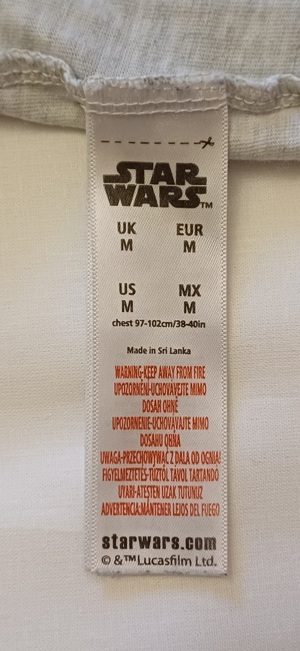 STAR
WARS™
UK EUR
M M
US MX
M M
chest 97-102cm/38-40in
Made in Sri Lanka
WARNING-KEEP AWAY FROM FIRE
UPOZORNĚNÍ-UCHOVÁVEJTE MIMO
DOSAH OHNĚ
UPOZORNENIE-UCHOVÁVAJTE MIMO
DOSAHU OHŇA
UWAGA-PRZECHOWYWAĆ Z DALA OD OGNIA!
FIGYELMEZTETÉS-TŰZTŐL TÁVOL TARTANDÓ
UYARI-ATEŞTEN UZAK TUTUNUZ
ADVERTENCIA:MANTENER LEJOS DEL FUEGO
starwars.com
© &™Lucasfilm Ltd.